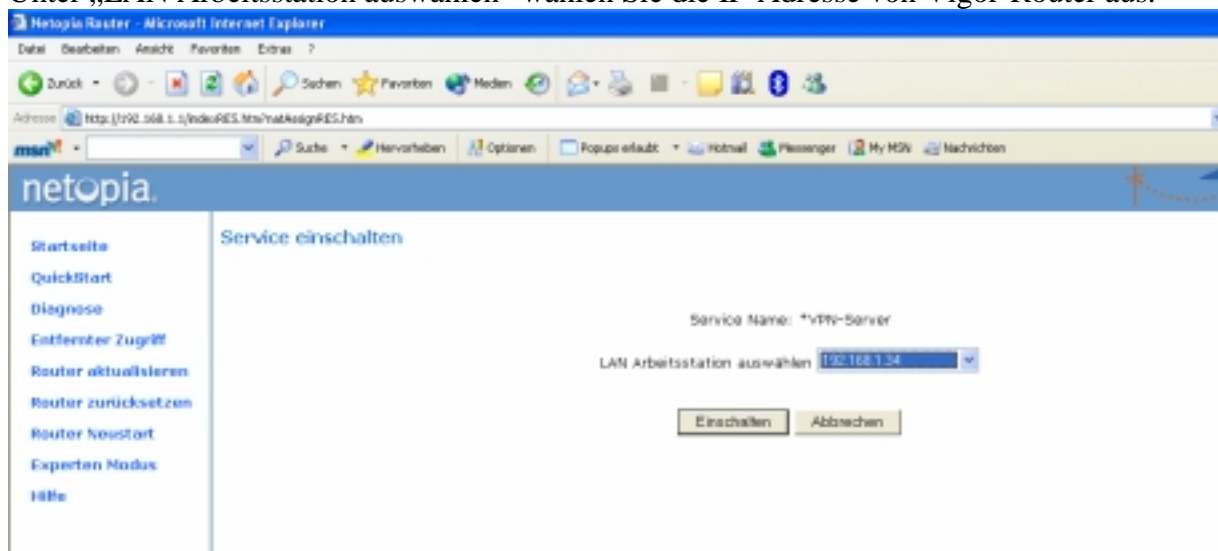 Unter „LAN Arbeitsstation auswählen“ wählen Sie die IP-Adresse von Vigor Router aus.
Netopia Router - Microsoft Internet Explorer
Datei Bearbeiten Ansicht Favoriten Extras ?
Zurück Suchen Favoriten Medien
Adresse
msn Suche Hervorheben Optionen Popups erlaubt Hotmail Messenger My MSN Nachrichten
netopia.
Startseite
Service einschalten
QuickStart
Diagnose
Service Name: *VPN-Server
Entfernter Zugriff
LAN Arbeitsstation auswählen 192.168.1.34
Router aktualisieren
Router zurücksetzen
Einschalten Abbrechen
Router Neustart
Experten Modus
Hilfe